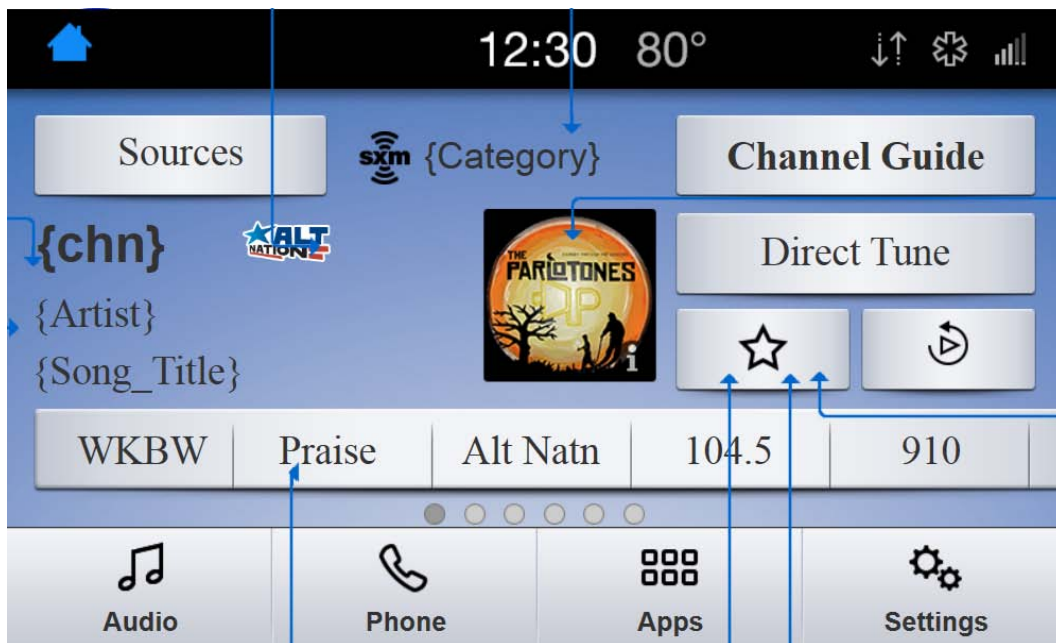 12:30 80°
Sources
sxm {Category}
Channel Guide
{chn}
ALT
NATION
THE
PARLOTONES
i
Direct Tune
{Artist}
{Song_Title}
WKBW Praise Alt Natn 104.5 910
Audio Phone Apps Settings